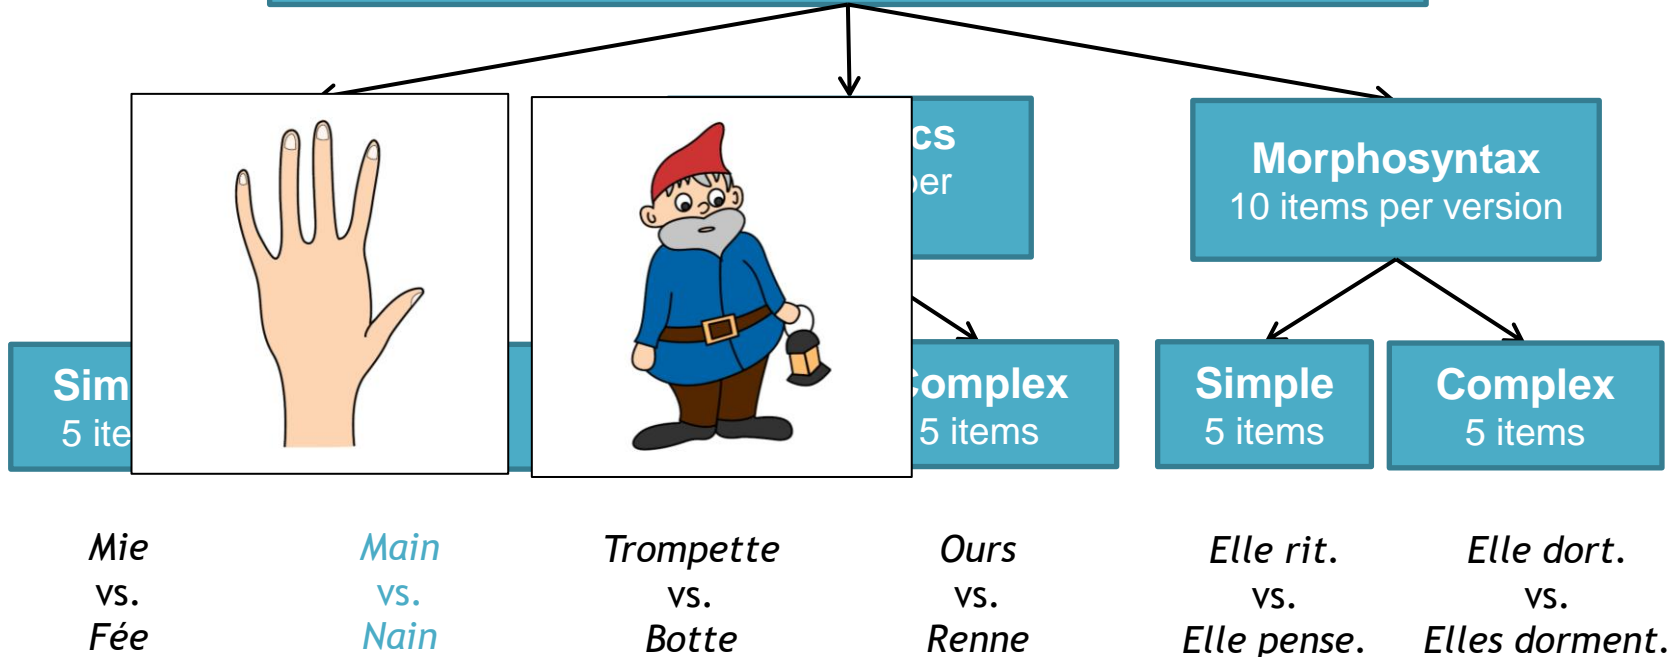 cs
per
Morphosyntax
10 items per version
Sim
5 ite
Complex
5 items
Simple
5 items
Complex
5 items
Mie
vs.
Fée
Main
vs.
Nain
Trompette
vs.
Botte
Ours
vs.
Renne
Elle rit.
vs.
Elle pense.
Elle dort.
vs.
Elles dorment.